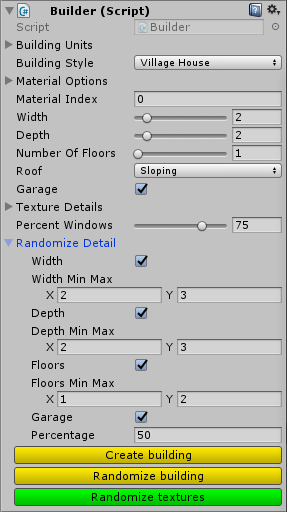 Builder (Script)
Script Builder
Building Units
Building Style Village House
Material Options
Material Index 0
Width 2
Depth 2
Number Of Floors 1
Roof Sloping
Garage
Texture Details
Percent Windows 75
Randomize Detail
Width
Width Min Max
X 2 Y 3
Depth
Depth Min Max
X 2 Y 3
Floors
Floors Min Max
X 1 Y 2
Garage
Percentage 50
Create building
Randomize building
Randomize textures